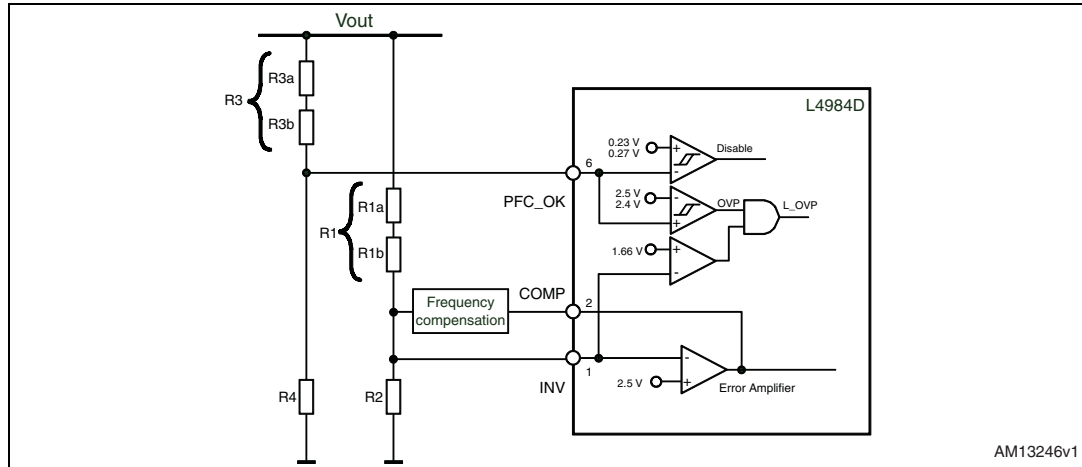 Vout
R3a
R3
R3b
L4984D
0.23 V
0.27 V
+
-
Disable
6
PFC_OK
2.5 V
2.4 V
-
+
OVP
L_OVP
R1a
R1
R1b
1.66 V
+
-
Frequency
compensation
COMP
2
INV
1
-
2.5 V
+
Error Amplifier
R4
R2
AM13246v1